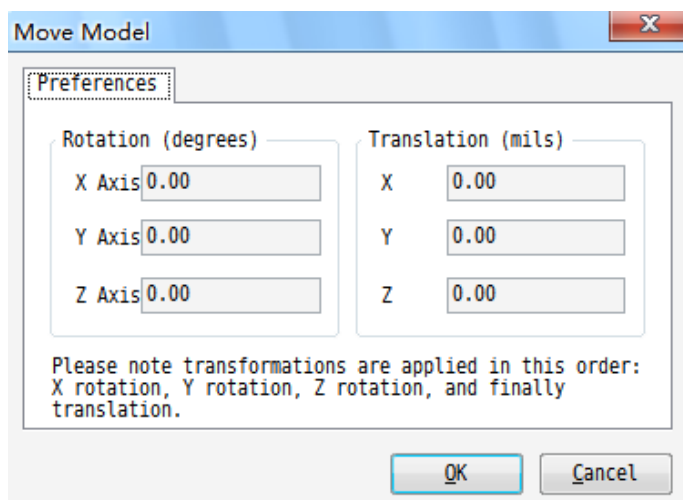 Move Model
x
Preferences
Rotation (degrees)
Translation (mils)
X Axis 0.00
X 0.00
Y Axis 0.00
Y 0.00
Z Axis 0.00
Z 0.00
Please note transformations are applied in this order:
X rotation, Y rotation, Z rotation, and finally
translation.
OK
Cancel